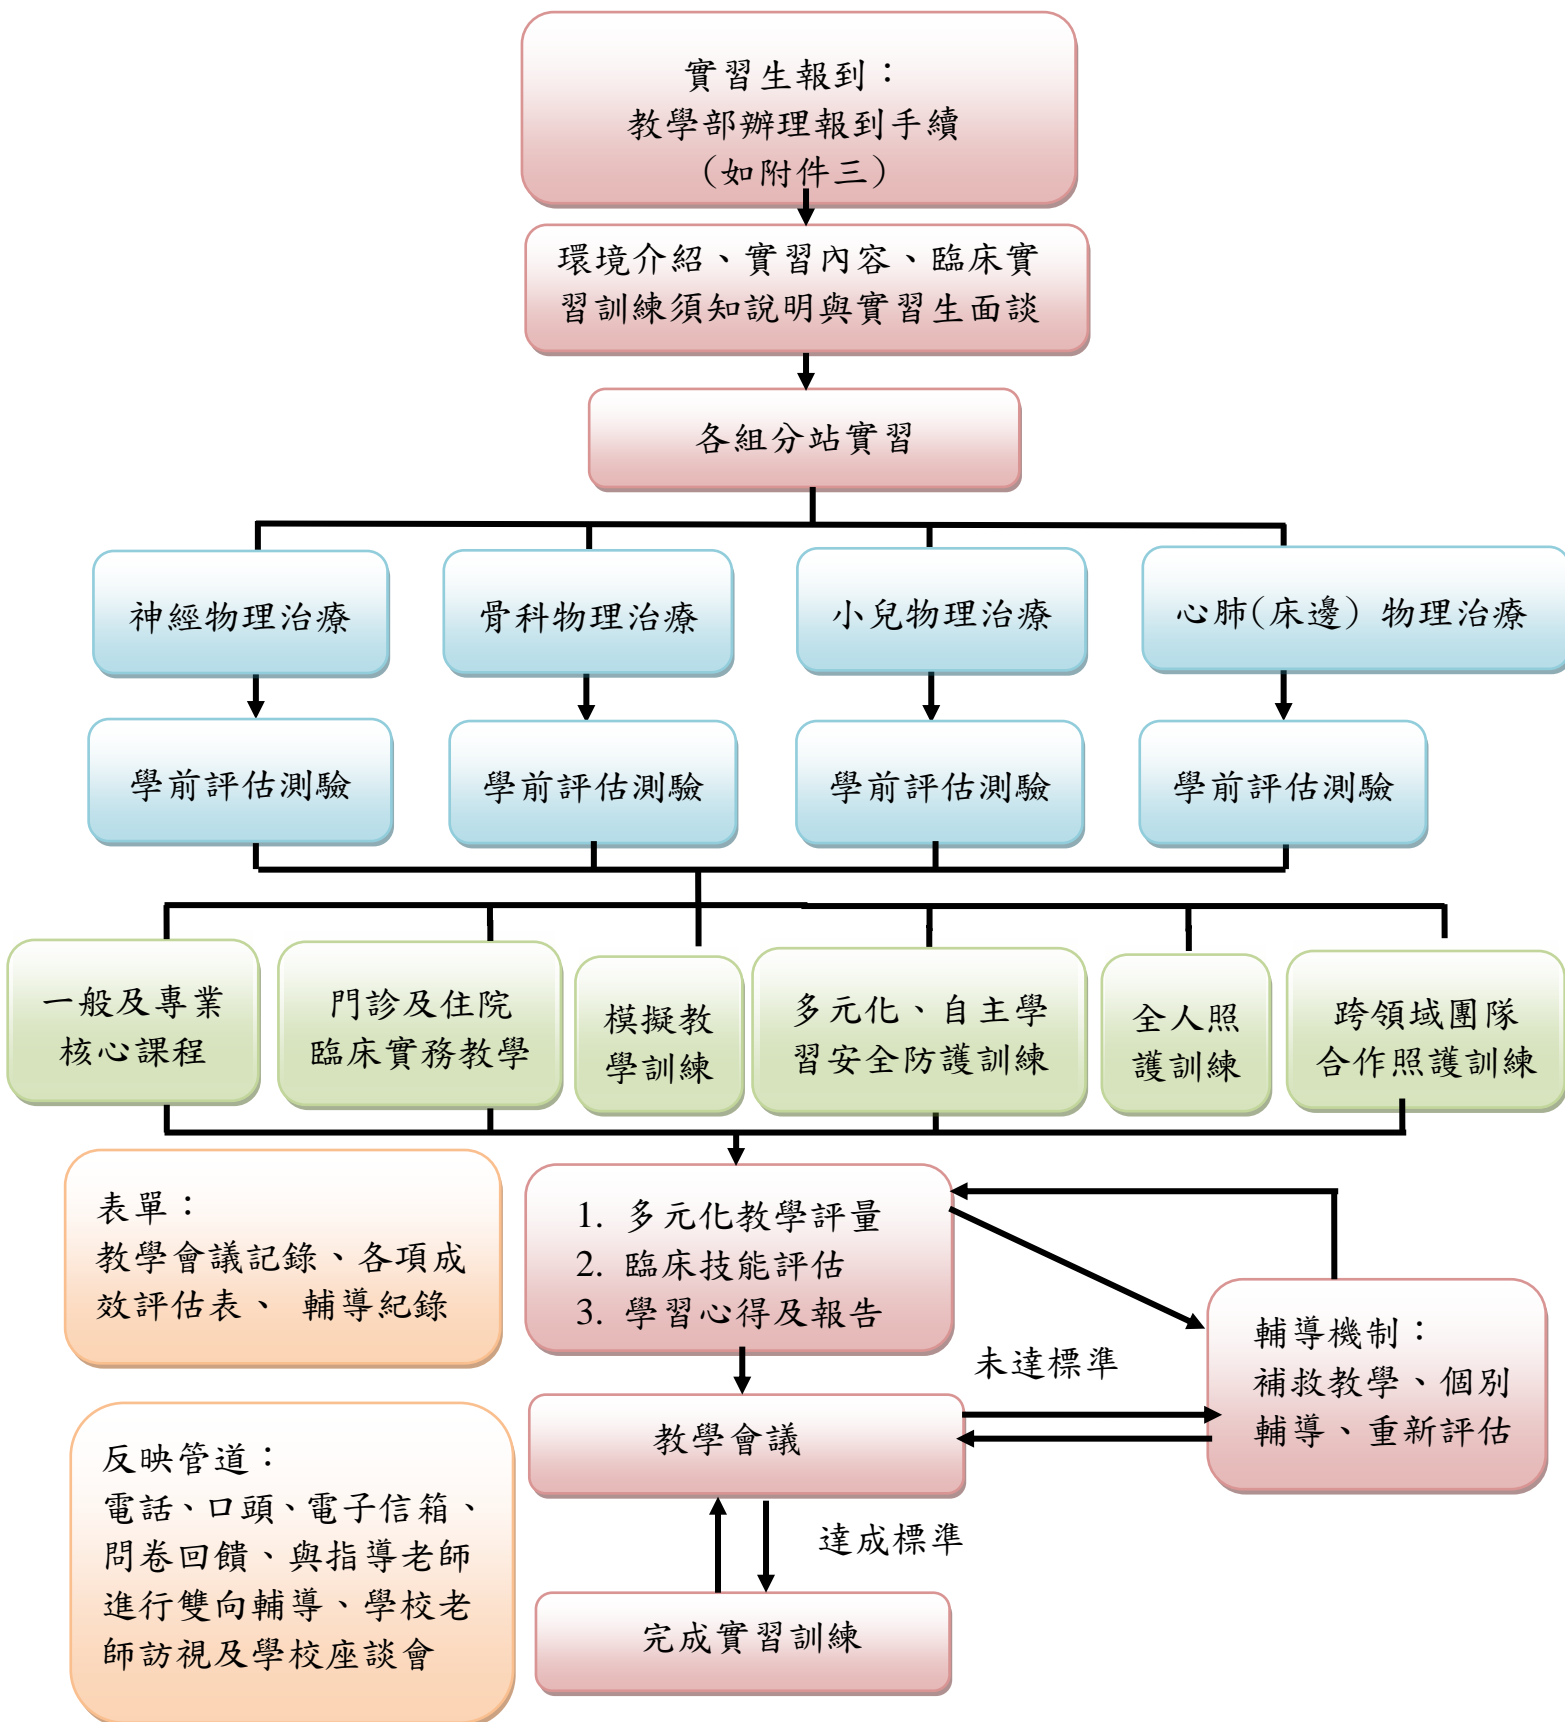 實習生報到：
教學部辦理報到手續
(如附件三)
環境介紹、實習內容、臨床實
習訓練須知說明與實習生面談
各組分站實習
神經物理治療
骨科物理治療
小兒物理治療
心肺(床邊) 物理治療
學前評估測驗
學前評估測驗
學前評估測驗
學前評估測驗
一般及專業
核心課程
門診及住院
臨床實務教學
模擬教
學訓練
多元化、自主學
習安全防護訓練
全人照
護訓練
跨領域團隊
合作照護訓練
表單：
教學會議記錄、各項成
效評估表、 輔導紀錄
1. 多元化教學評量
2. 臨床技能評估
3. 學習心得及報告
未達標準
輔導機制：
補救教學、個別
輔導、重新評估
教學會議
反映管道：
電話、口頭、電子信箱、
問卷回饋、與指導老師
進行雙向輔導、學校老
師訪視及學校座談會
達成標準
完成實習訓練